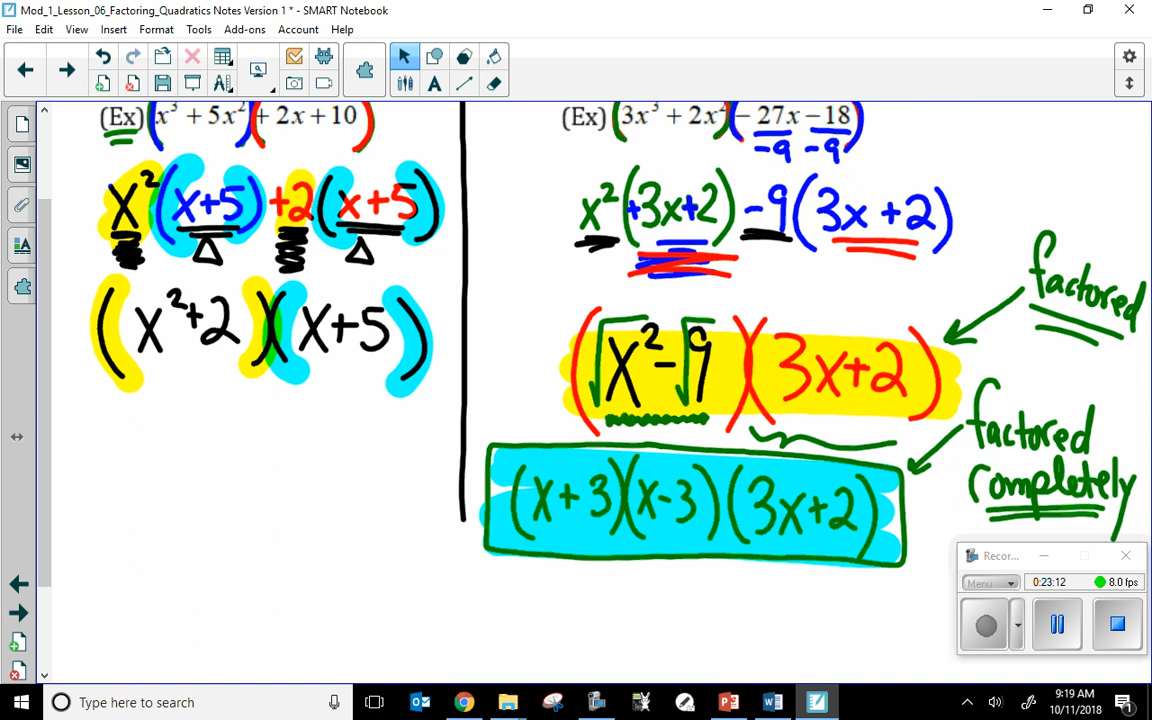 Mod_1_Lesson_06_Factoring_Quadratics Notes Version 1 * - SMART Notebook
File Edit View Insert Format Tools Add-ons Account Help
(Ex) (x³ + 5x²)(+ 2x + 10)
x²(x+5)+2(x+5)
(x²+2)(x+5)
(Ex) (3x³ + 2x²)(− 27x − 18)
-9 -9
x²(+3x+2) -9(3x+2)
(√x²-√9)(3x+2)
factored
(x+3)(x-3)(3x+2)
factored
completely
Recor...
Menu 0:23:12 8.0 fps
Type here to search
9:19 AM
10/11/2018
1